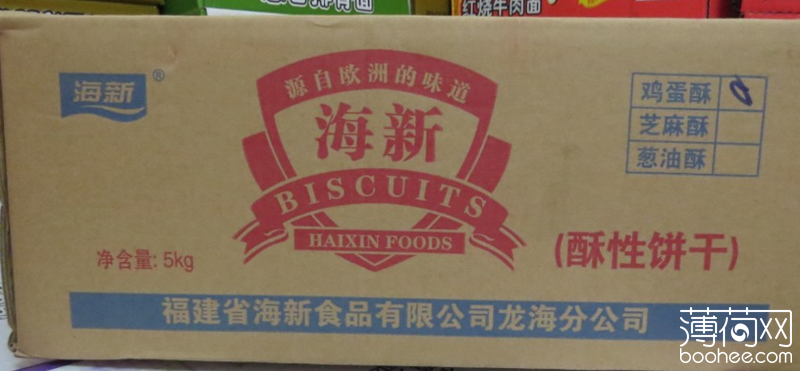 红烧牛肉面
海新®
源自欧洲的味道
海新
BISCUITS
HAIXIN FOODS
鸡蛋酥
芝麻酥
葱油酥
净含量: 5kg
(酥性饼干)
福建省海新食品有限公司龙海分公司
薄荷网
boohee.com